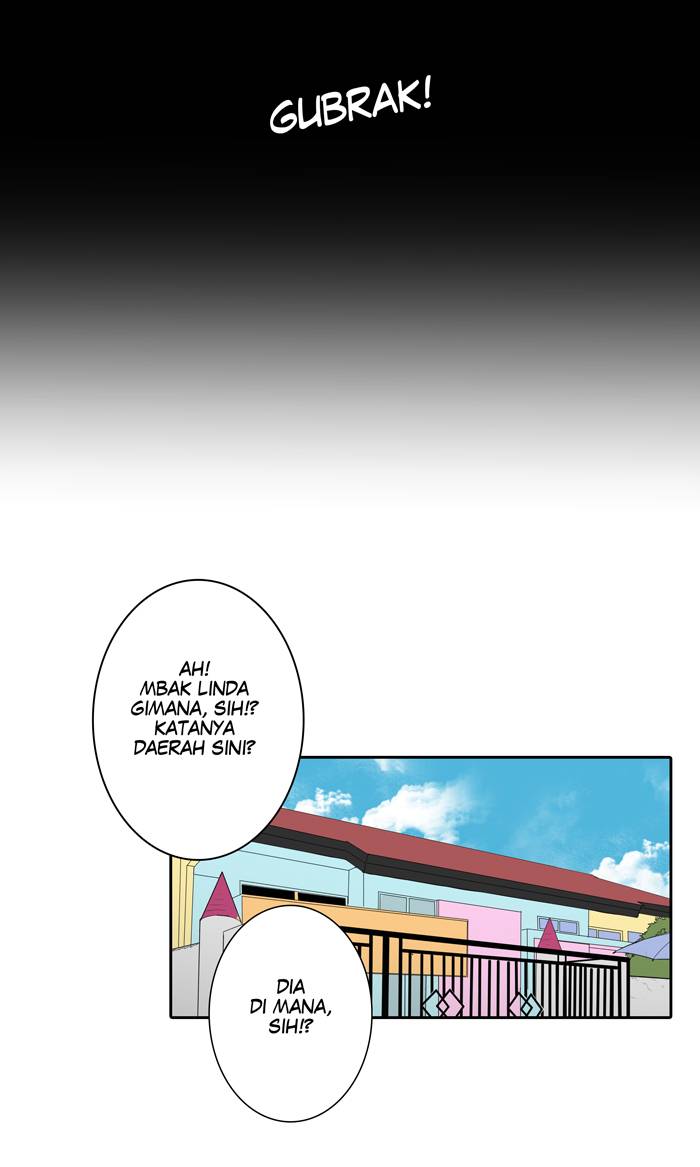 GUBRAK!
AH!
MBAK LINDA
GIMANA, SIH!?
KATANYA
DAERAH SINI?
DIA
DI MANA,
SIH!?